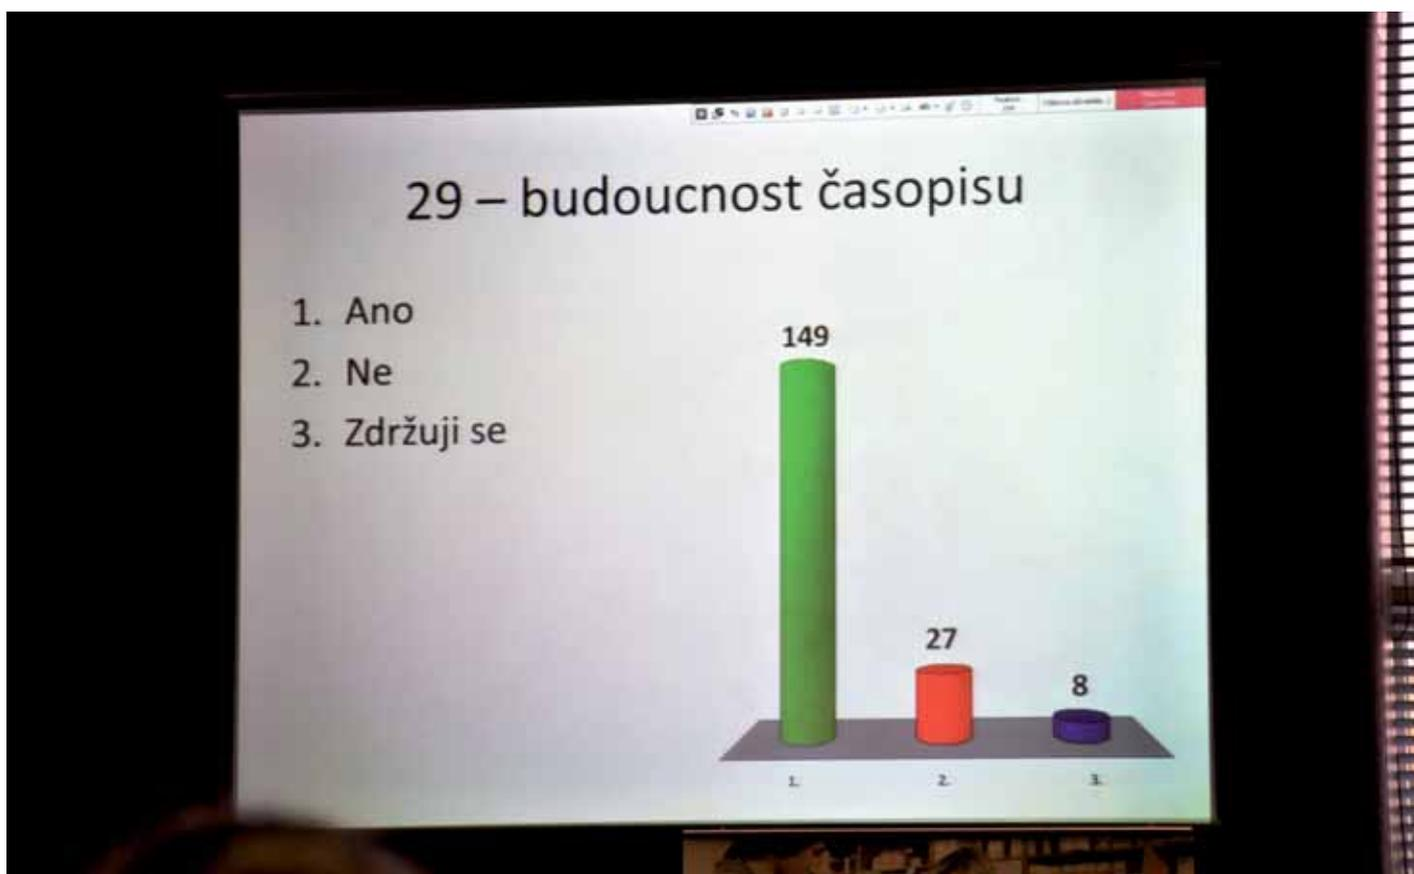 29 – budoucnost časopisu
1. Ano
2. Ne
3. Zdržuji se
149
27
8
1.
2.
3.